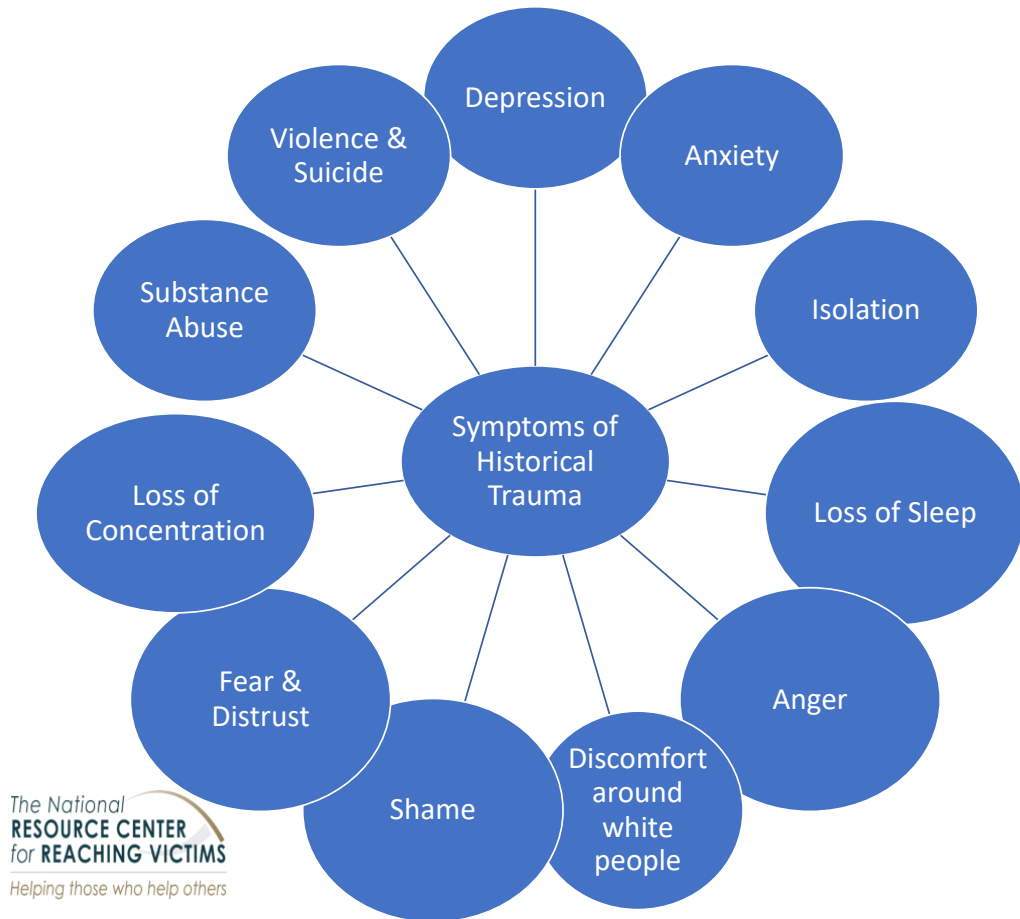 Symptoms of
Historical
Trauma
Depression
Anxiety
Isolation
Loss of Sleep
Anger
Discomfort
around
white
people
Shame
Fear &
Distrust
Loss of
Concentration
Substance
Abuse
Violence &
Suicide
The National
RESOURCE CENTER
for REACHING VICTIMS
Helping those who help others